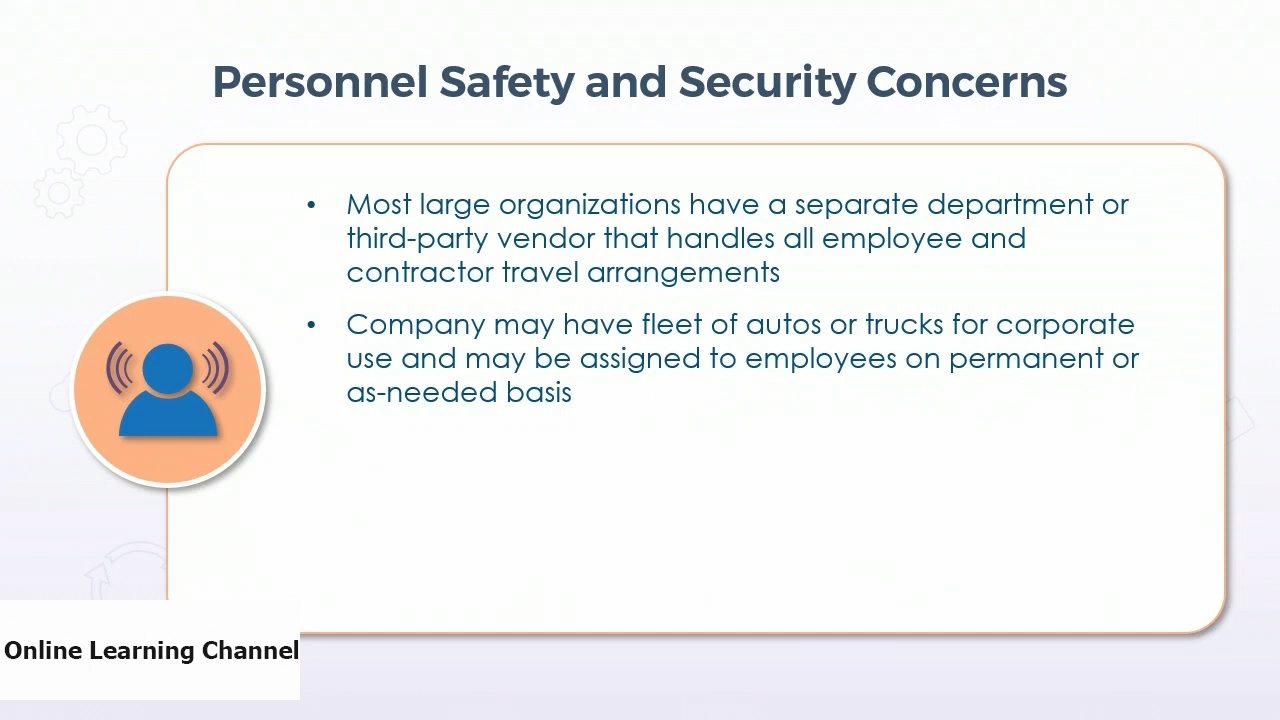 Personnel Safety and Security Concerns
• Most large organizations have a separate department or
third-party vendor that handles all employee and
contractor travel arrangements
• Company may have fleet of autos or trucks for corporate
use and may be assigned to employees on permanent or
as-needed basis
Online Learning Channel